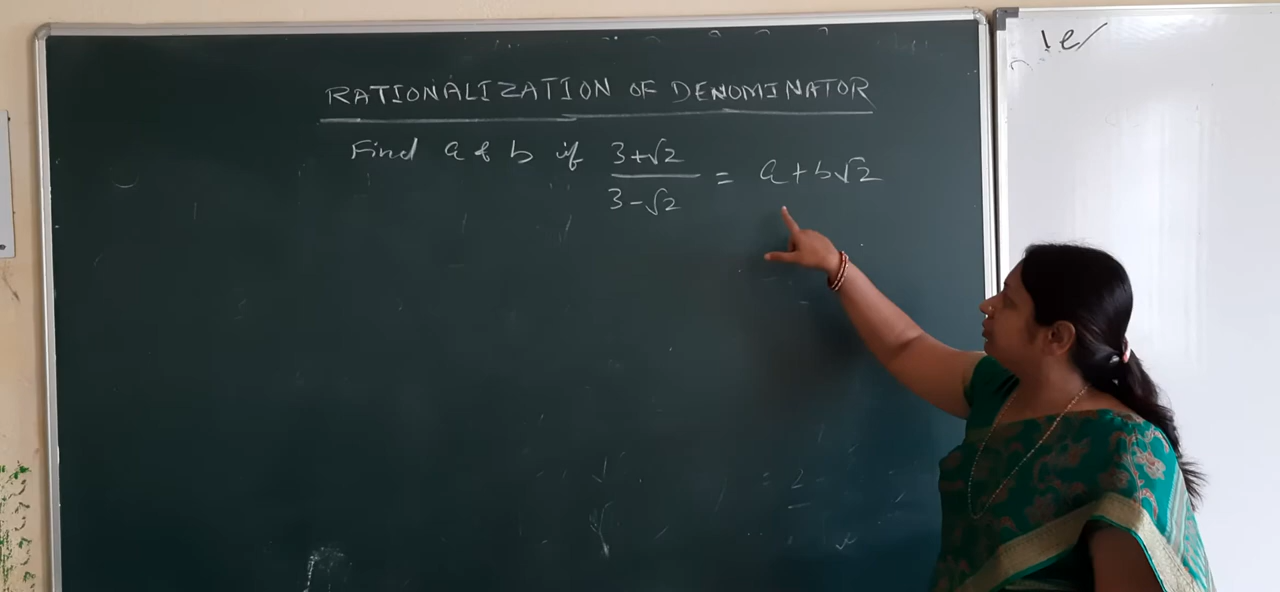 RATIONALIZATION OF DENOMINATOR
Find a & b if 3+√2 / 3-√2 = a+b√2